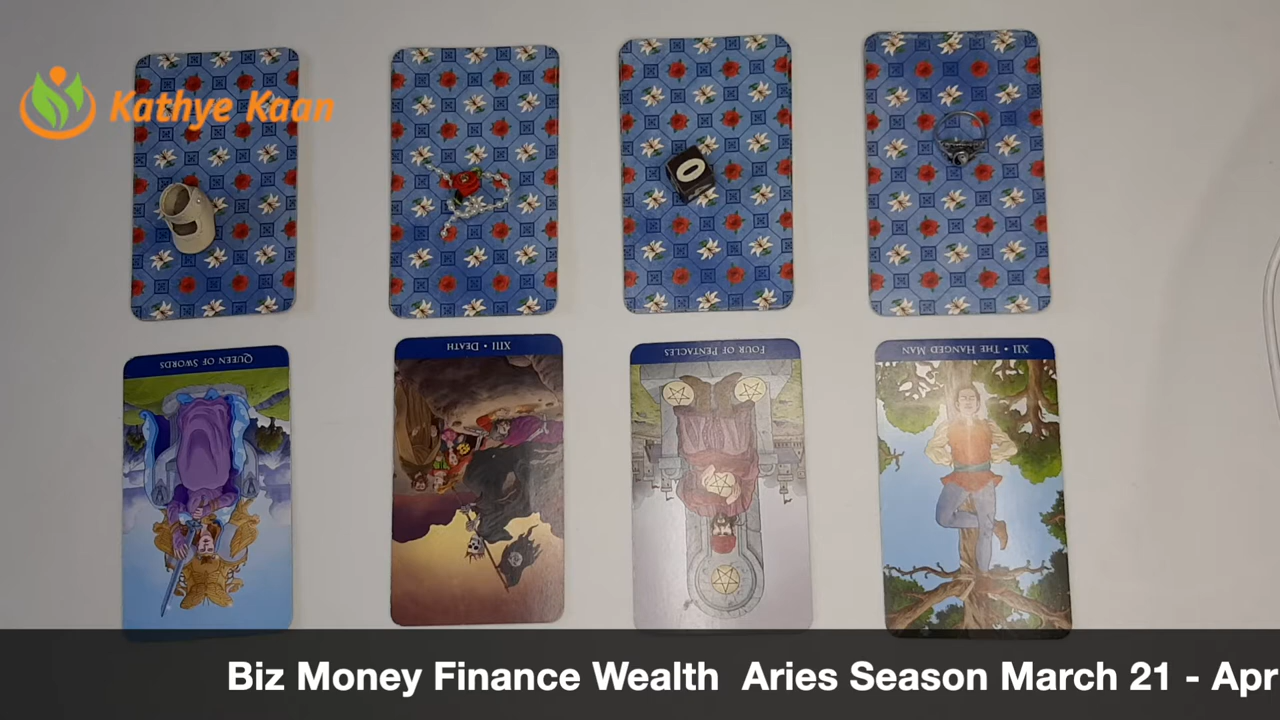 Kathye Kaan
O
QUEEN OF SWORDS
XIII • DEATH
FOUR OF PENTACLES
XII • THE HANGED MAN
Biz Money Finance Wealth  Aries Season March 21 - Apr